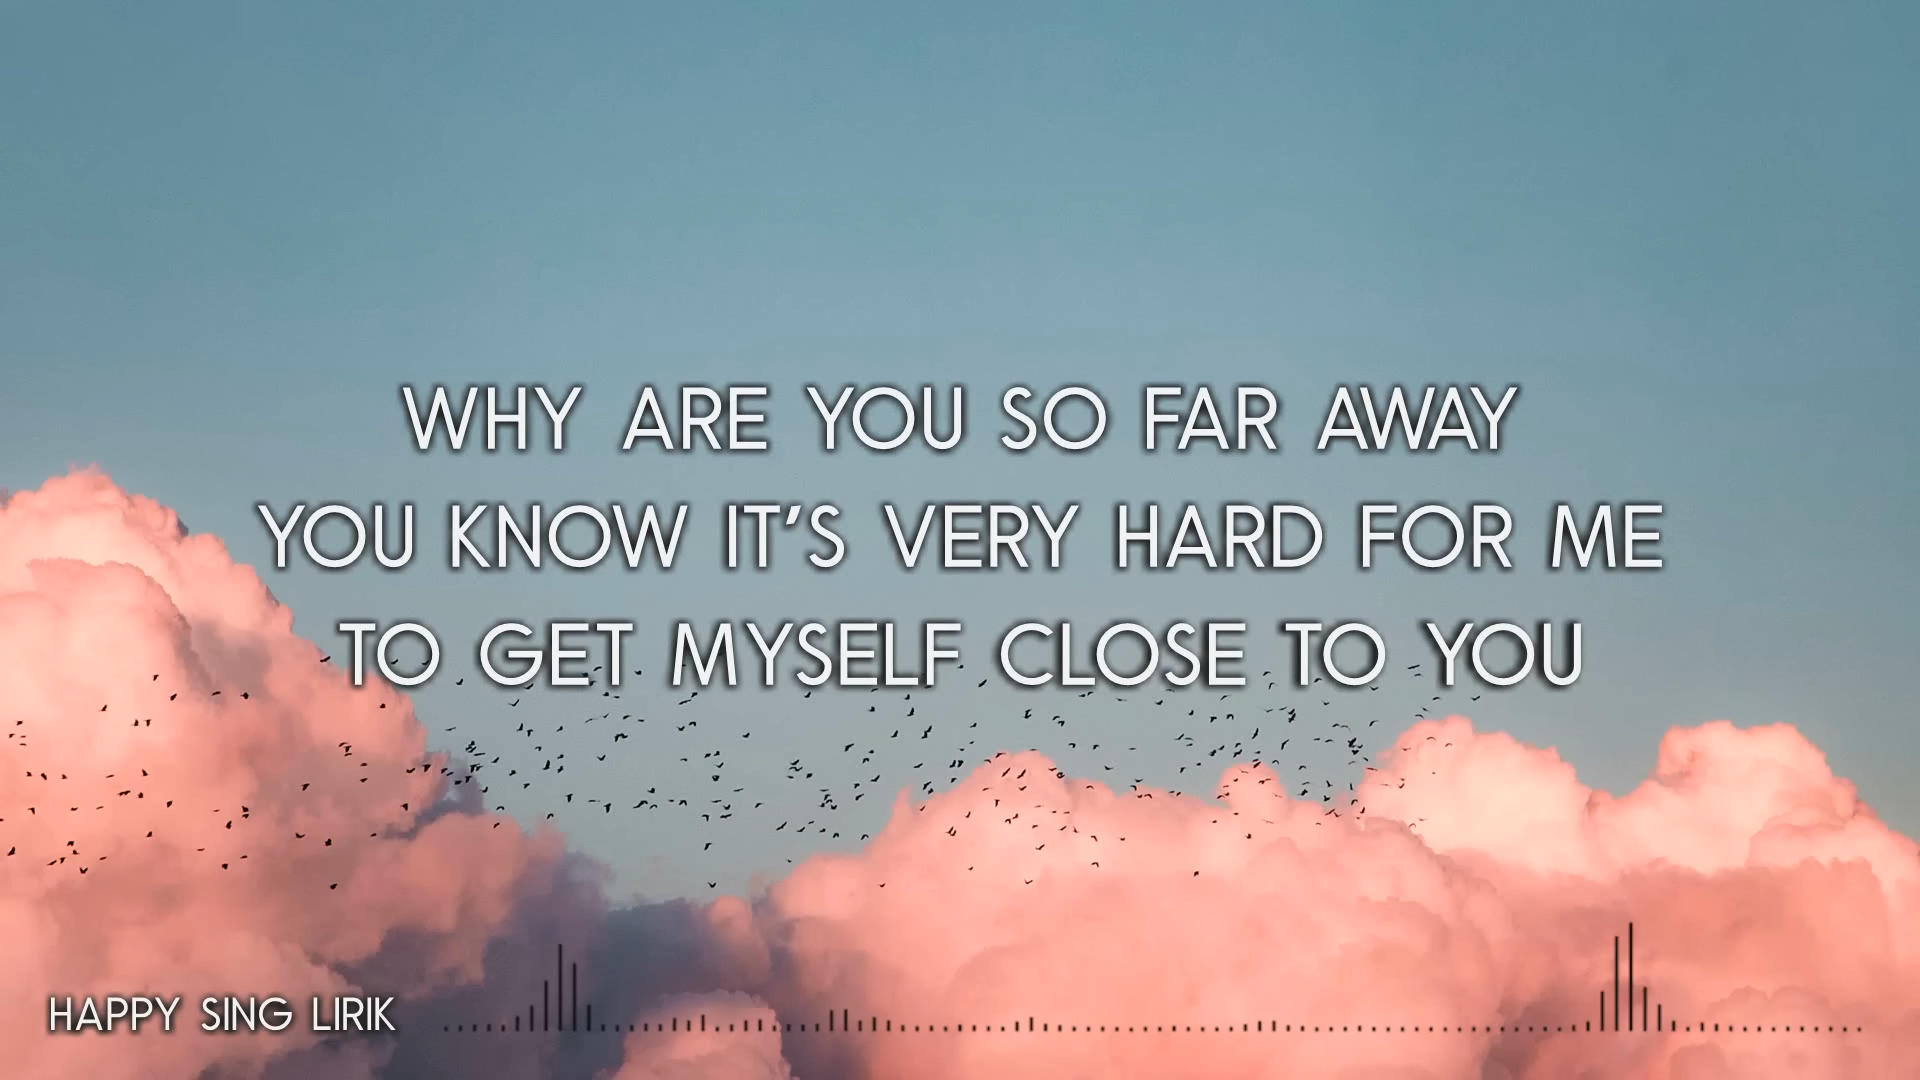 WHY ARE YOU SO FAR AWAY
YOU KNOW IT'S VERY HARD FOR ME
TO GET MYSELF CLOSE TO YOU
HAPPY SING LIRIK